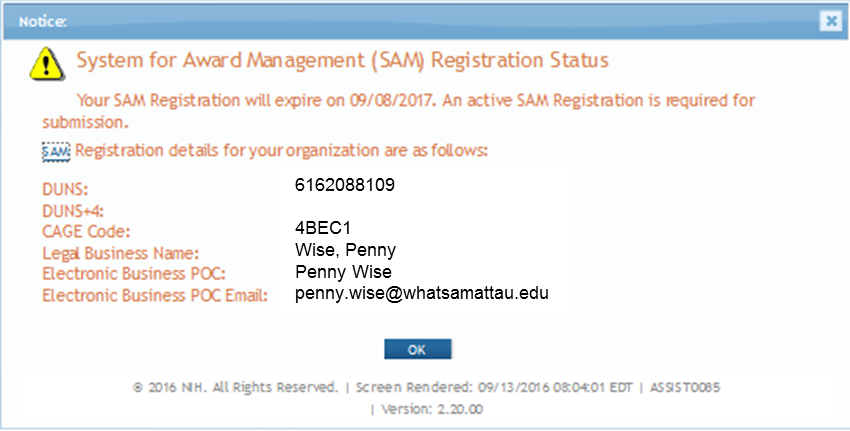 Notice:
System for Award Management (SAM) Registration Status
Your SAM Registration will expire on 09/08/2017. An active SAM Registration is required for
submission.
SAM Registration details for your organization are as follows:
DUNS: 6162088109
DUNS+4:
CAGE Code: 4BEC1
Legal Business Name: Wise, Penny
Electronic Business POC: Penny Wise
Electronic Business POC Email: penny.wise@whatsamattau.edu
OK
© 2016 NIH. All Rights Reserved. | Screen Rendered: 09/13/2016 08:04:01 EDT | ASSIST0085
| Version: 2.20.00